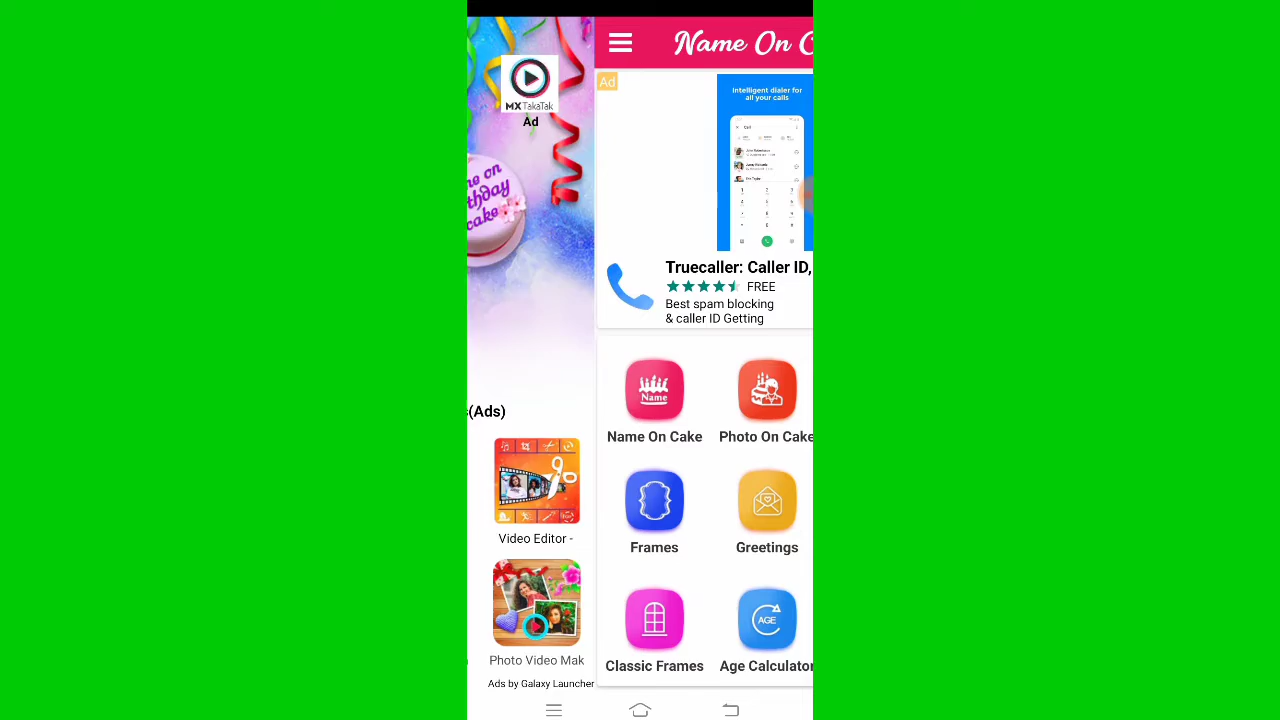 MX TakaTak
Ad
(Ads)
Video Editor -
Photo Video Mak
Ads by Galaxy Launcher
Name On C
Ad
Intelligent dialer for
all your calls
Call
Truecaller: Caller ID,
FREE
Best spam blocking
& caller ID Getting
Name
Name On Cake
Photo On Cake
Frames
Greetings
Classic Frames
AGE
Age Calculator